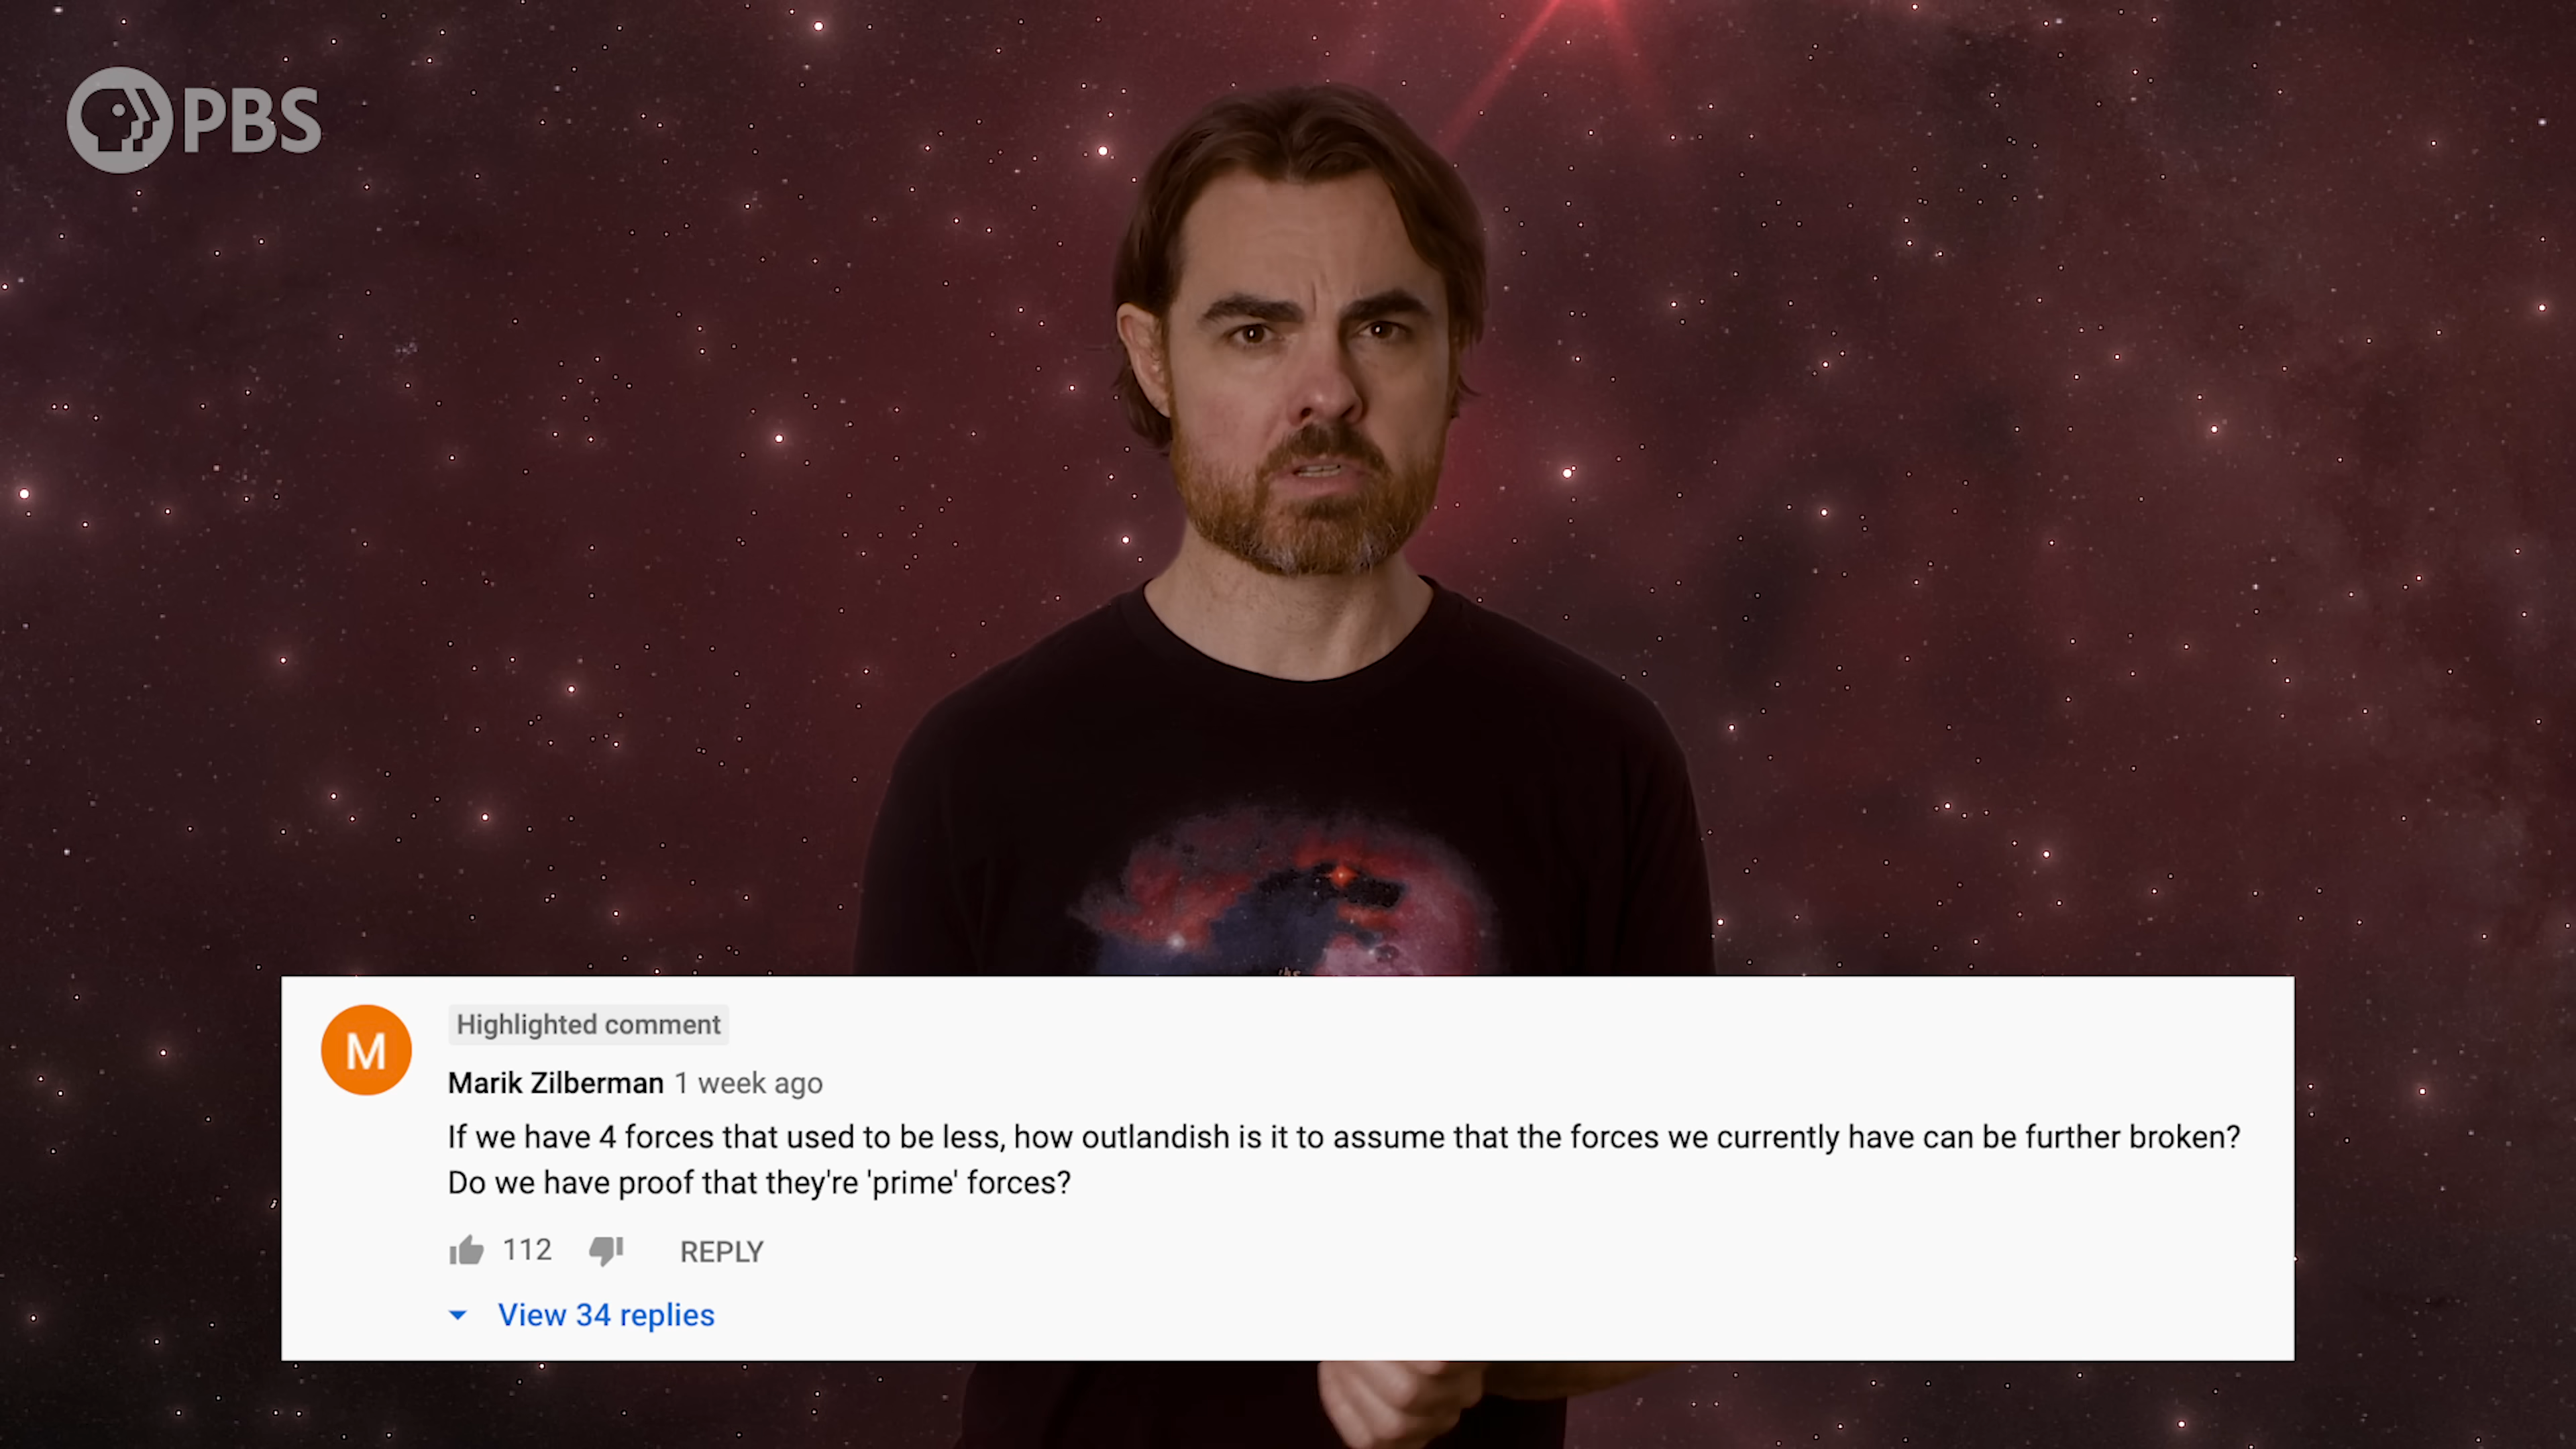 PBS
Highlighted comment
M
Marik Zilberman 1 week ago
If we have 4 forces that used to be less, how outlandish is it to assume that the forces we currently have can be further broken?
Do we have proof that they're 'prime' forces?
112 REPLY
View 34 replies